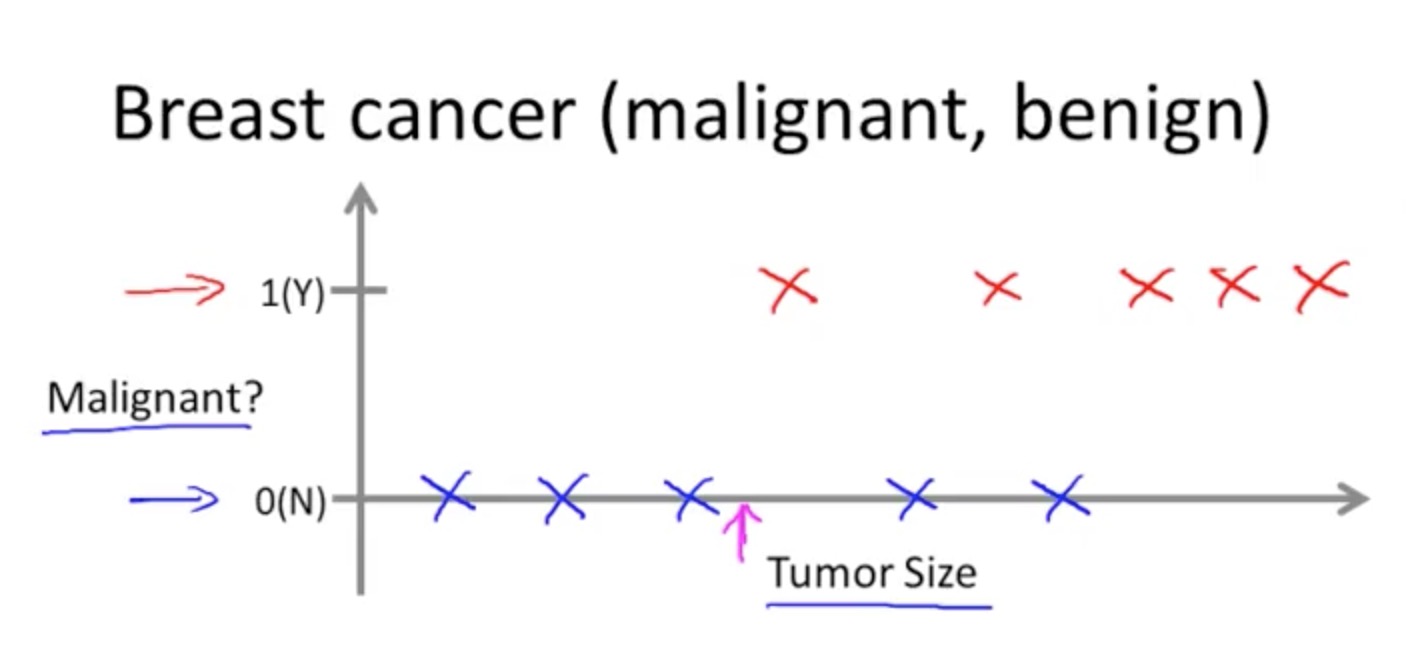 Breast cancer (malignant, benign)
1(Y)
Malignant?
0(N)
Tumor Size